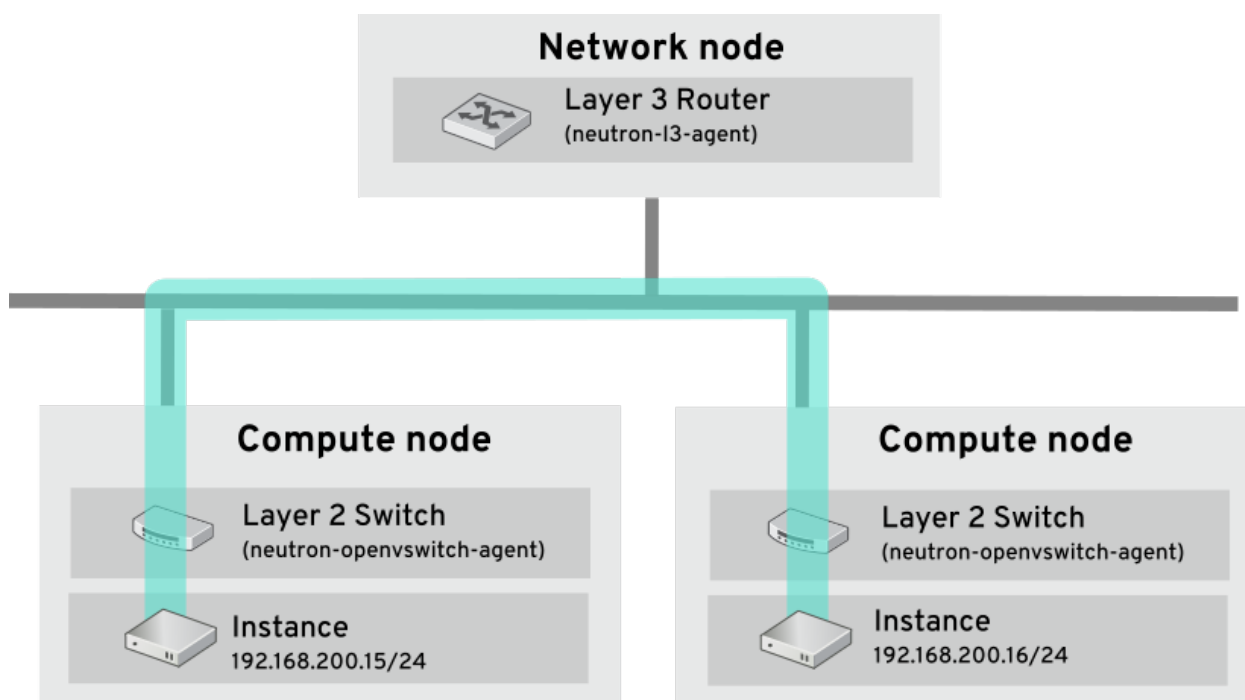 Network node
Layer 3 Router
(neutron-l3-agent)
Compute node
Layer 2 Switch
(neutron-openvswitch-agent)
Instance
192.168.200.15/24
Compute node
Layer 2 Switch
(neutron-openvswitch-agent)
Instance
192.168.200.16/24